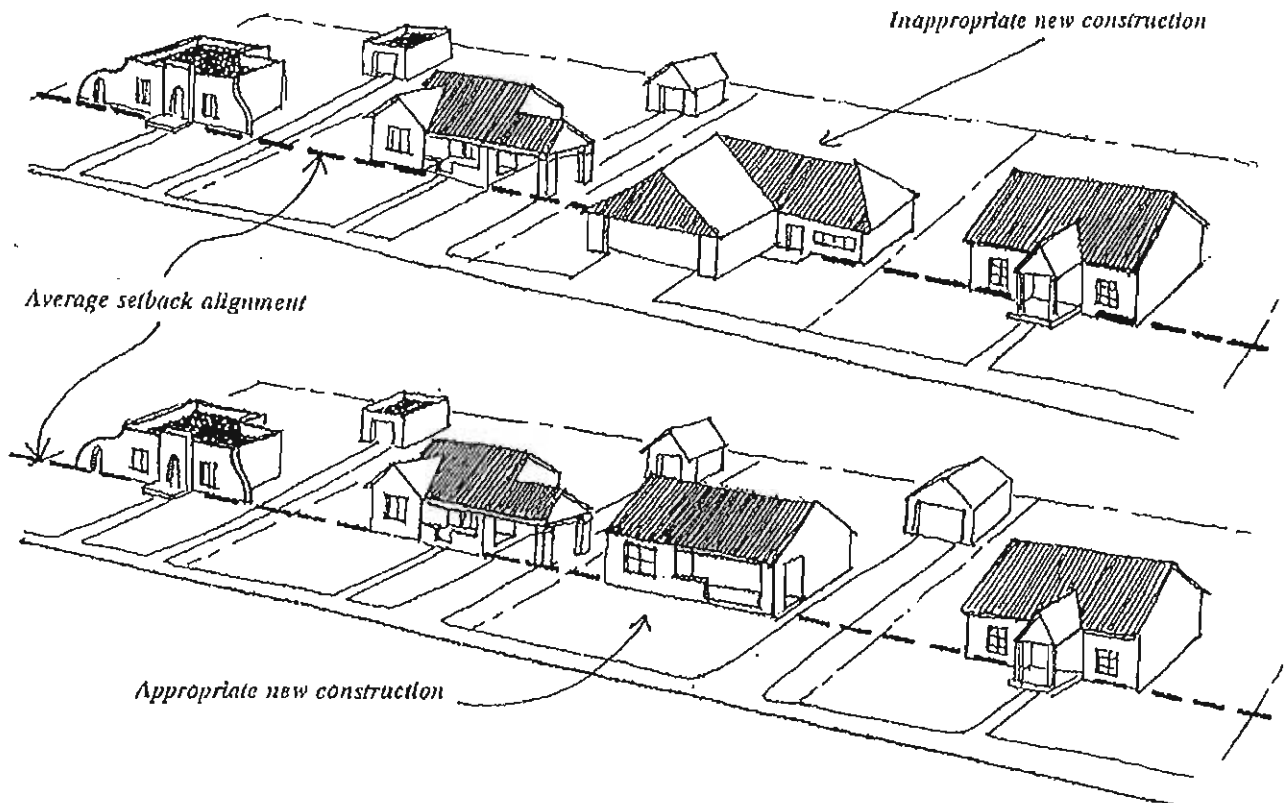 Inappropriate new construction
Average setback alignment
Appropriate new construction